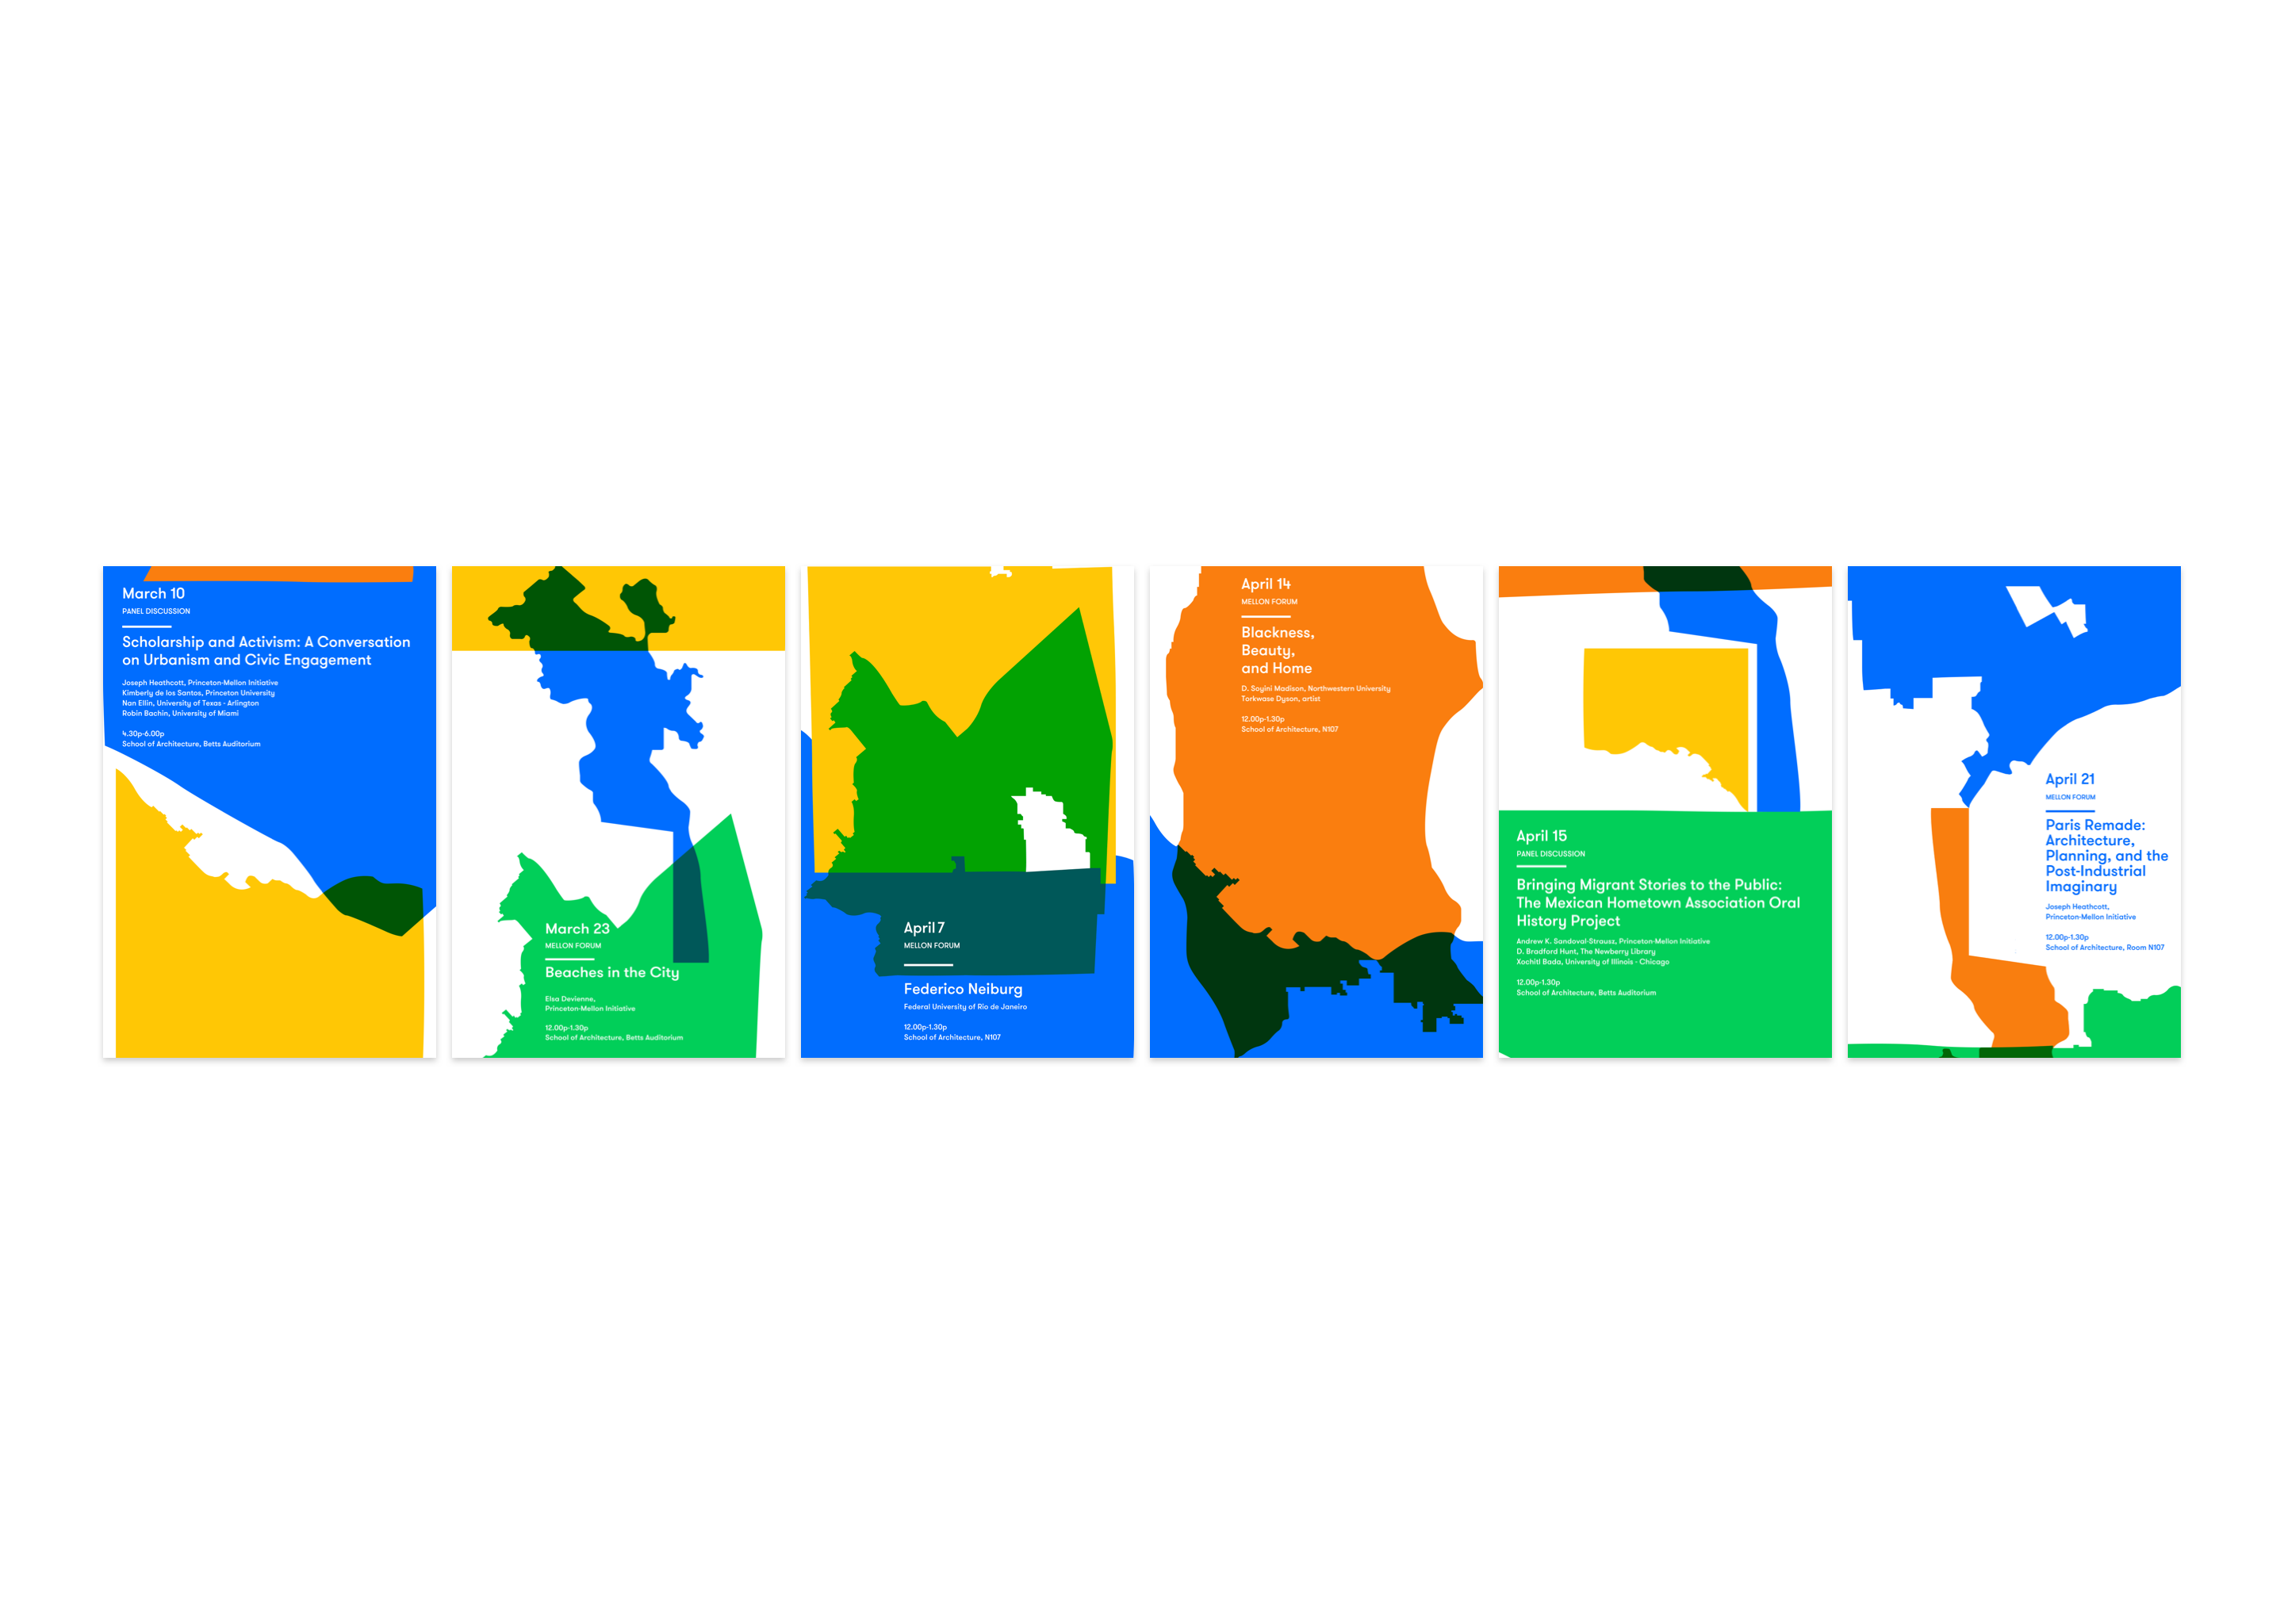 March 10
PANEL DISCUSSION
Scholarship and Activism: A Conversation
on Urbanism and Civic Engagement
Joseph Heathcott, Princeton-Mellon Initiative
Kimberly de los Santos, Princeton University
Nan Ellin, University of Texas - Arlington
Robin Bachin, University of Miami
4.30p-6.00p
School of Architecture, Betts Auditorium
March 23
MELLON FORUM
Beaches in the City
Elsa Devienne,
Princeton-Mellon Initiative
12.00p-1.30p
School of Architecture, Betts Auditorium
April 7
MELLON FORUM
Federico Neiburg
Federal University of Rio de Janeiro
12.00p-1.30p
School of Architecture, N107
April 14
MELLON FORUM
Blackness,
Beauty,
and Home
D. Soyini Madison, Northwestern University
Torkwase Dyson, artist
12.00p-1.30p
School of Architecture, N107
April 15
PANEL DISCUSSION
Bringing Migrant Stories to the Public:
The Mexican Hometown Association Oral
History Project
Andrew K. Sandoval-Strausz, Princeton-Mellon Initiative
D. Bradford Hunt, The Newberry Library
Xochitl Bada, University of Illinois - Chicago
12.00p-1.30p
School of Architecture, Betts Auditorium
April 21
MELLON FORUM
Paris Remade:
Architecture,
Planning, and the
Post-Industrial
Imaginary
Joseph Heathcott,
Princeton-Mellon Initiative
12.00p-1.30p
School of Architecture, Room N107